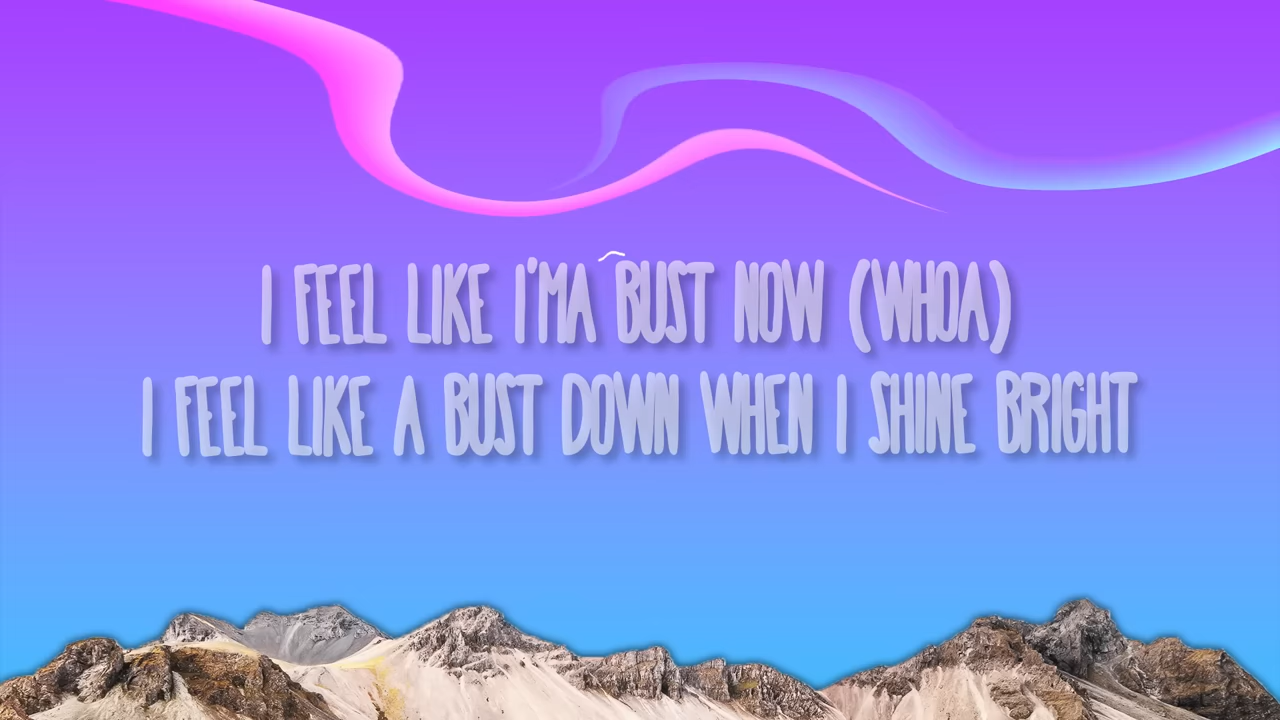 I FEEL LIKE I'MA BUST NOW (WHOA)
I FEEL LIKE A BUST DOWN WHEN I SHINE BRIGHT